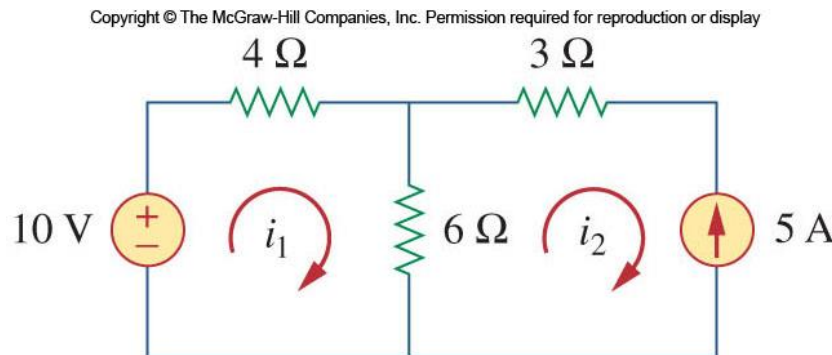 Copyright © The McGraw-Hill Companies, Inc. Permission required for reproduction or display
4 Ω 3 Ω
10 V + − i₁ 6 Ω i₂ 5 A